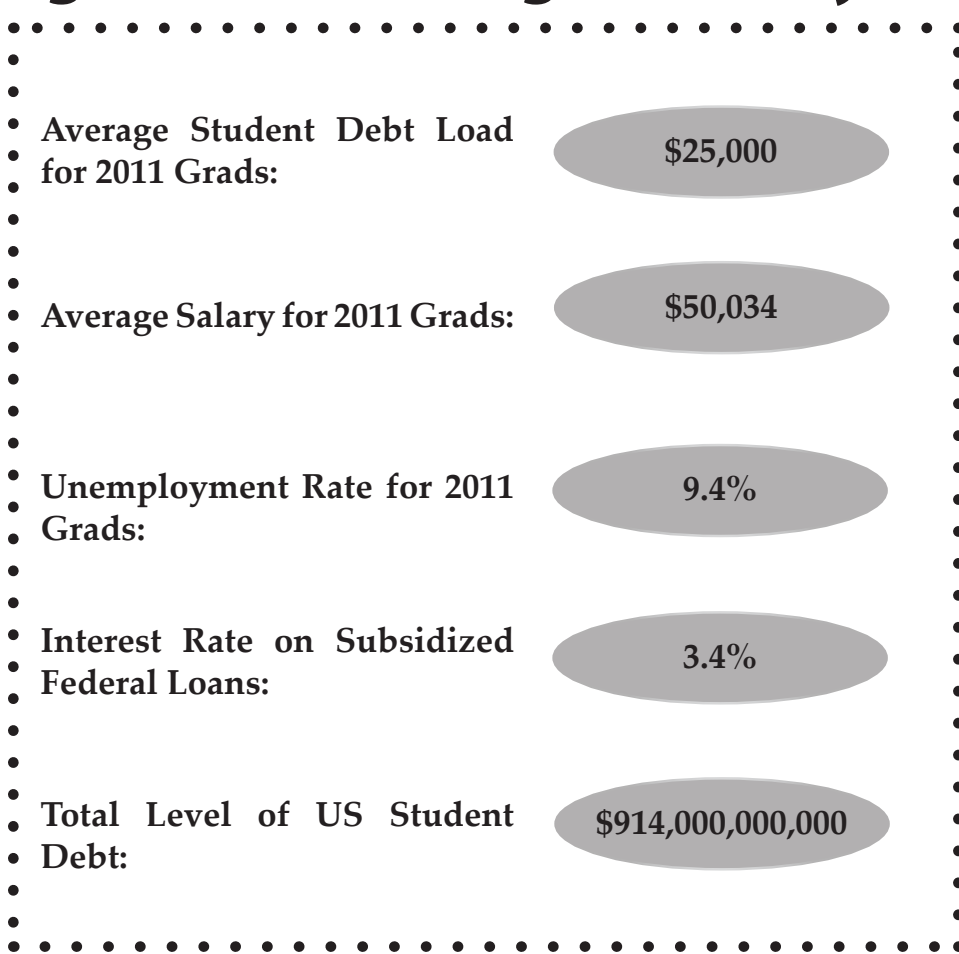 Average Student Debt Load
for 2011 Grads:
$25,000
Average Salary for 2011 Grads:
$50,034
Unemployment Rate for 2011
Grads:
9.4%
Interest Rate on Subsidized
Federal Loans:
3.4%
Total Level of US Student
Debt:
$914,000,000,000